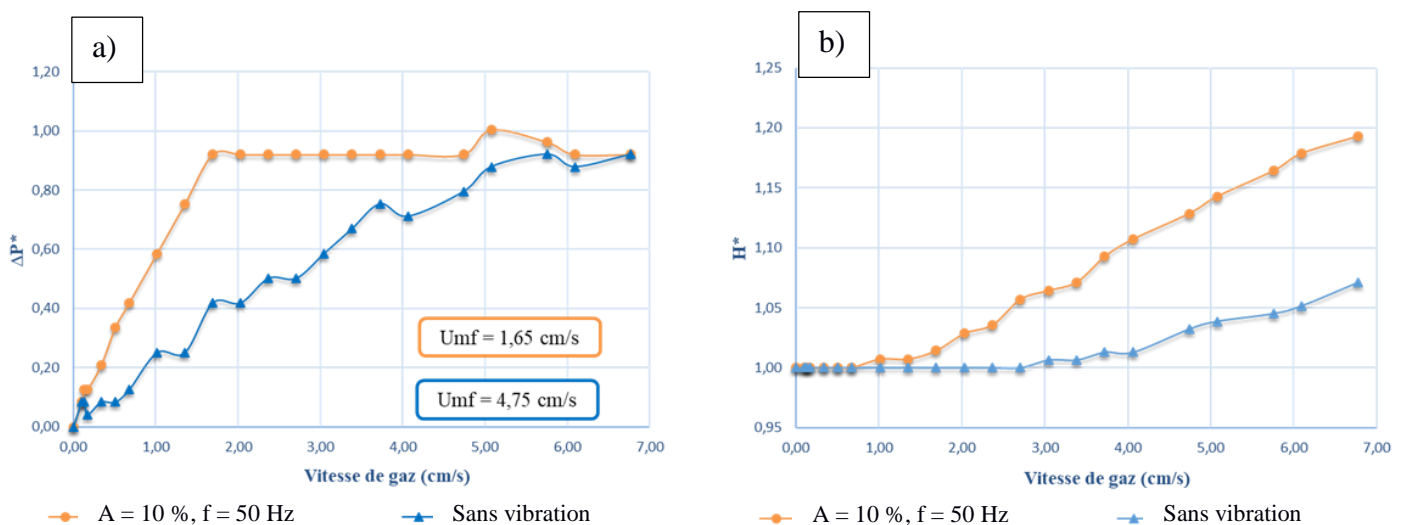 a)
1,20
1,00
0,80
0,60
0,40
0,20
0,00
ΔP*
0,00 1,00 2,00 3,00 4,00 5,00 6,00 7,00
Vitesse de gaz (cm/s)
Umf = 1,65 cm/s
Umf = 4,75 cm/s
A = 10 %, f = 50 Hz
Sans vibration
b)
1,25
1,20
1,15
1,10
1,05
1,00
0,95
H*
0,00 1,00 2,00 3,00 4,00 5,00 6,00 7,00
Vitesse de gaz (cm/s)
A = 10 %, f = 50 Hz
Sans vibration